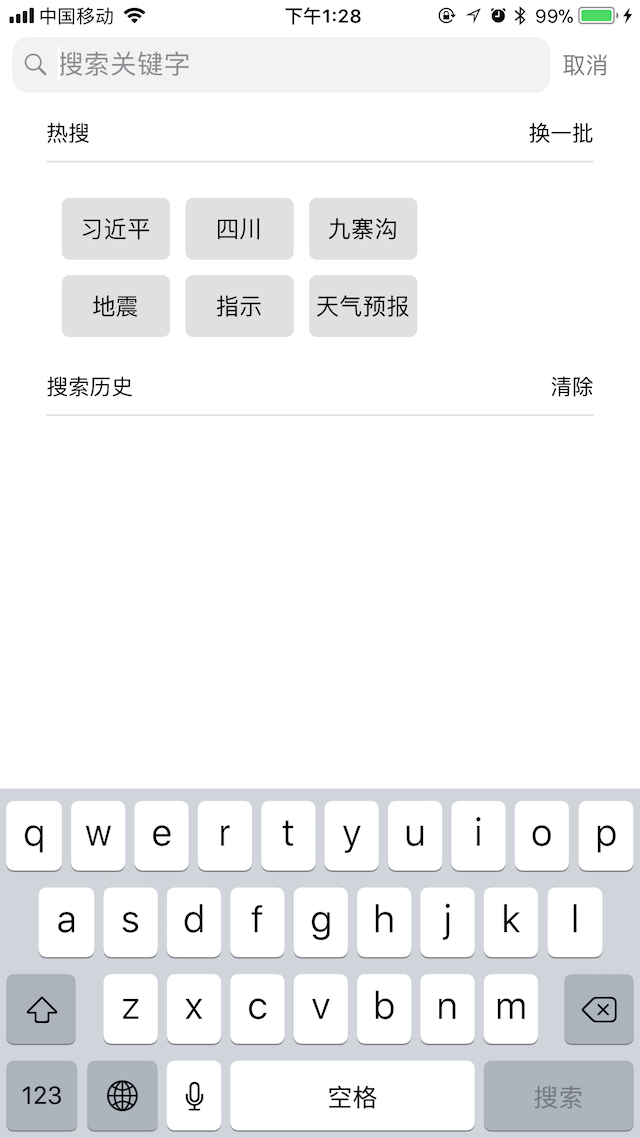 中国移动 下午1:28 99%
搜索关键字 取消
热搜 换一批
习近平 四川 九寨沟
地震 指示 天气预报
搜索历史 清除
q w e r t y u i o p
a s d f g h j k l
z x c v b n m
123 空格 搜索